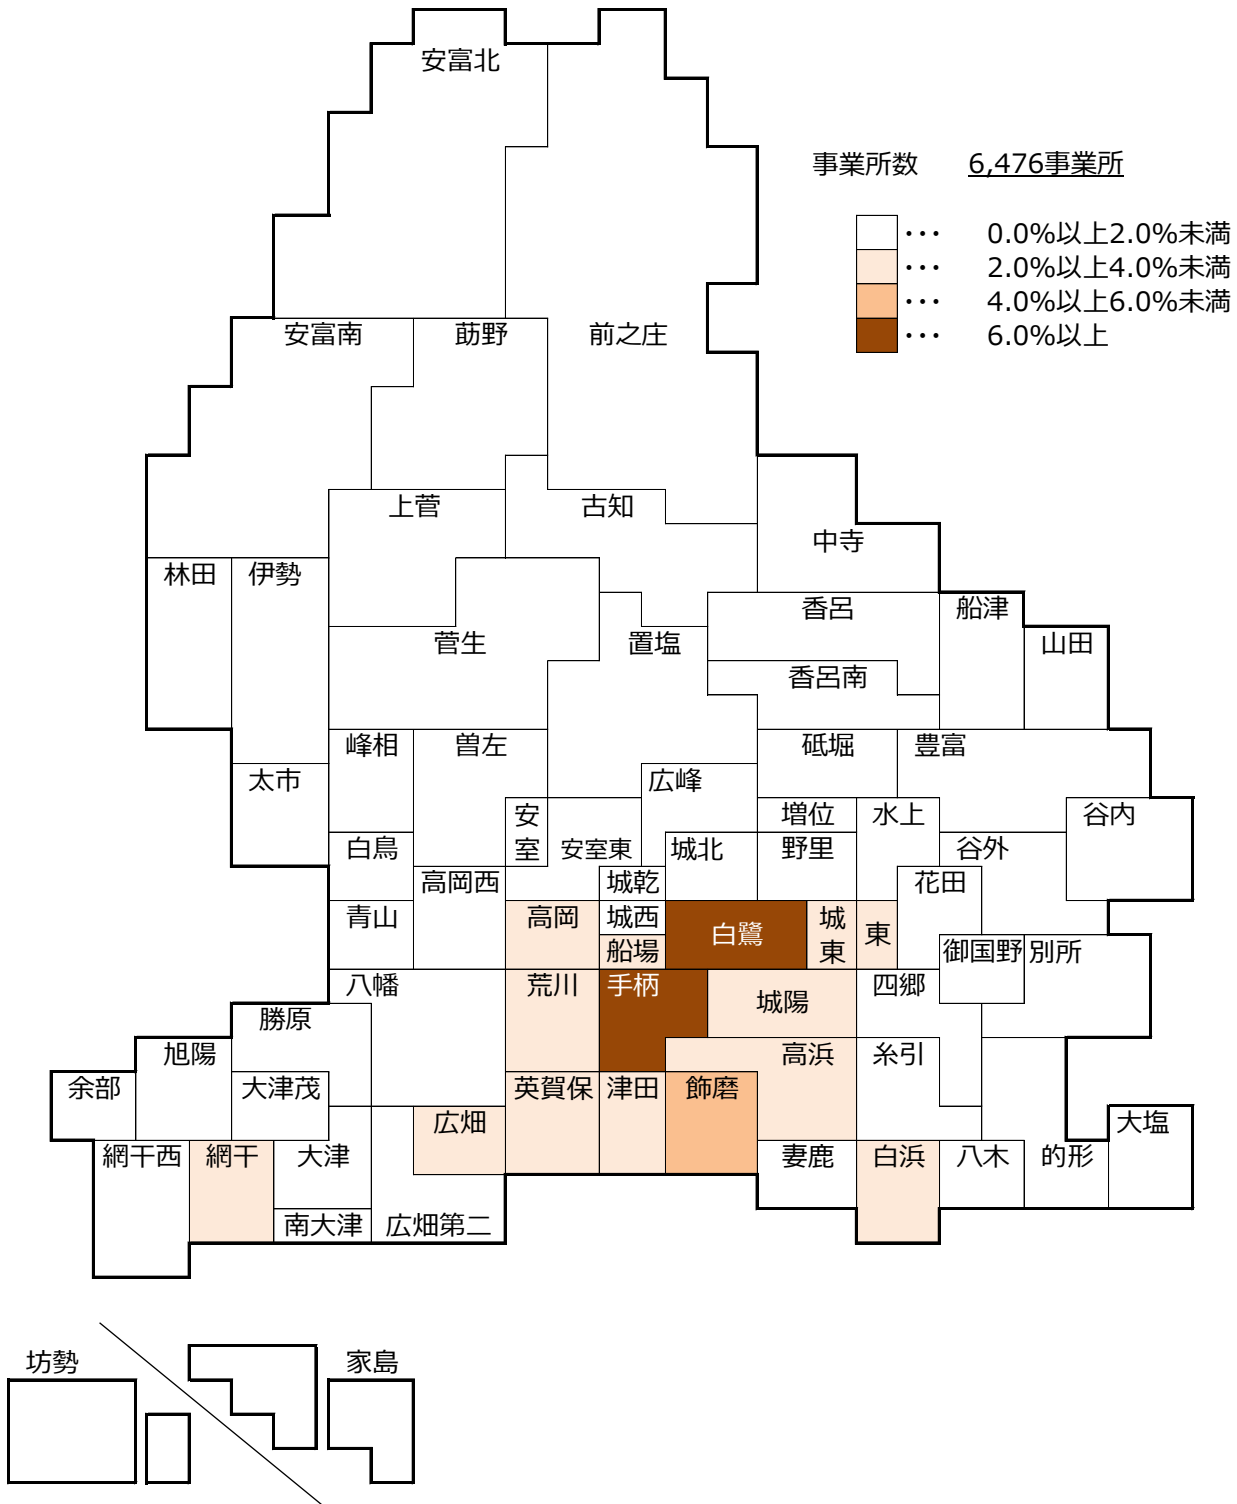 安富北
事業所数 6,476事業所
･･･ 0.0%以上2.0%未満
･･･ 2.0%以上4.0%未満
･･･ 4.0%以上6.0%未満
･･･ 6.0%以上
安富南 莇野 前之庄
上菅 古知
中寺
林田 伊勢
香呂 船津
菅生 置塩 山田
香呂南
峰相 曽左 砥堀 豊富
太市 広峰
安室 増位 水上 谷内
白鳥 安室東 城北 野里 谷外
高岡西 城乾 花田
青山 高岡 城西 白鷺 城東 東
船場 御国野 別所
八幡 荒川 手柄 城陽 四郷
勝原
旭陽 高浜 糸引
余部 大津茂 英賀保 津田 飾磨
広畑 大塩
網干西 網干 大津 妻鹿 白浜 八木 的形
南大津 広畑第二
坊勢 家島